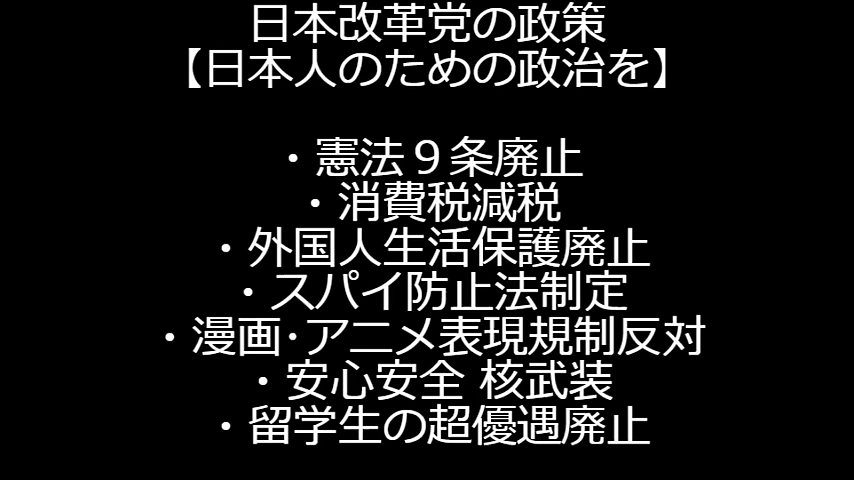 日本改革党の政策
【日本人のための政治を】
・憲法９条廃止
・消費税減税
・外国人生活保護廃止
・スパイ防止法制定
・漫画･アニメ表現規制反対
・安心安全 核武装
・留学生の超優遇廃止